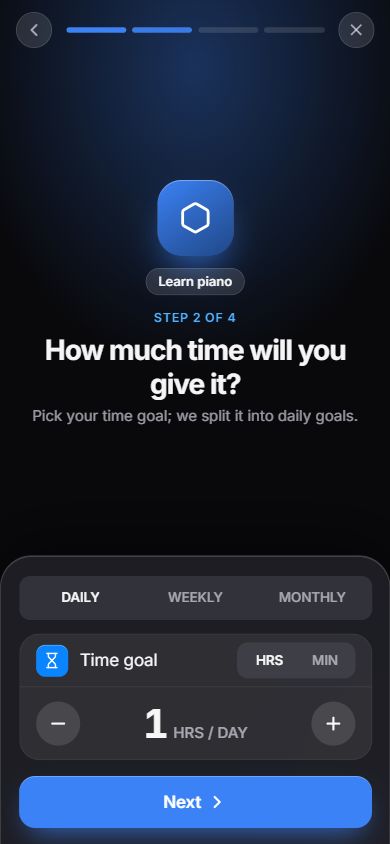 Learn piano
STEP 2 OF 4
How much time will you
give it?
Pick your time goal; we split it into daily goals.
DAILY WEEKLY MONTHLY
Time goal HRS MIN
1 HRS / DAY
Next